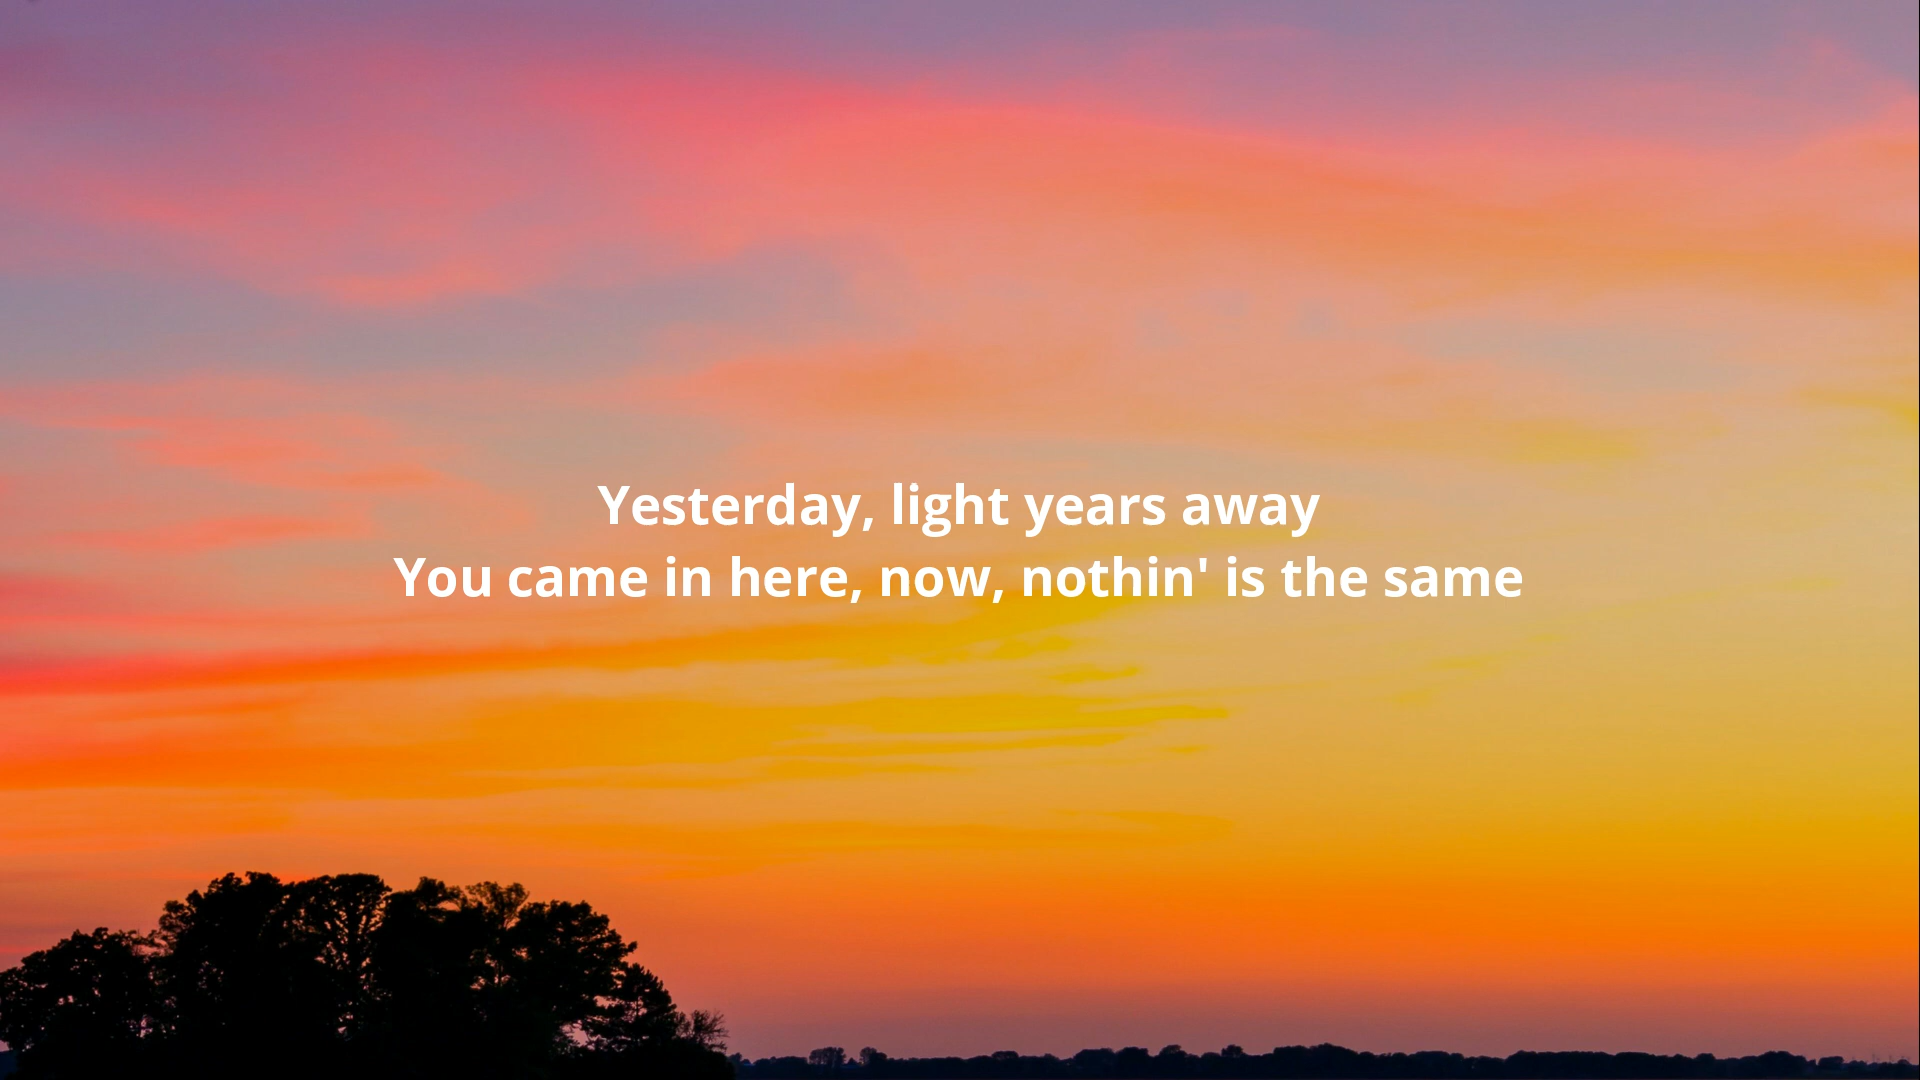 Yesterday, light years away
You came in here, now, nothin' is the same